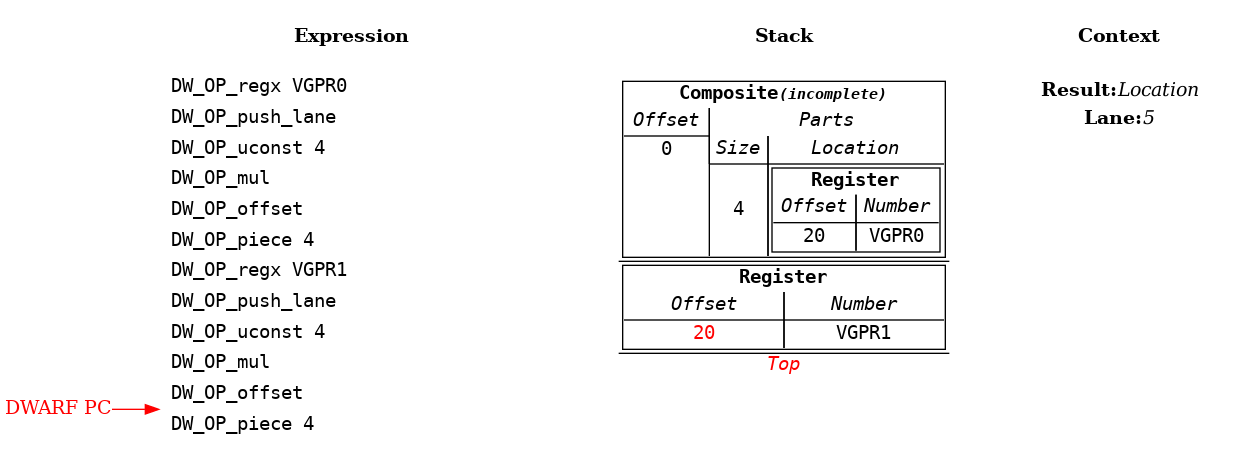 Expression
Stack
Context
DW_OP_regx VGPR0
DW_OP_push_lane
DW_OP_uconst 4
DW_OP_mul
DW_OP_offset
DW_OP_piece 4
DW_OP_regx VGPR1
DW_OP_push_lane
DW_OP_uconst 4
DW_OP_mul
DW_OP_offset
DWARF PC
DW_OP_piece 4
Composite(incomplete)
Offset Parts
0 Size Location
Register
4 Offset Number
20 VGPR0
Register
Offset Number
20 VGPR1
Top
Result:Location
Lane:5